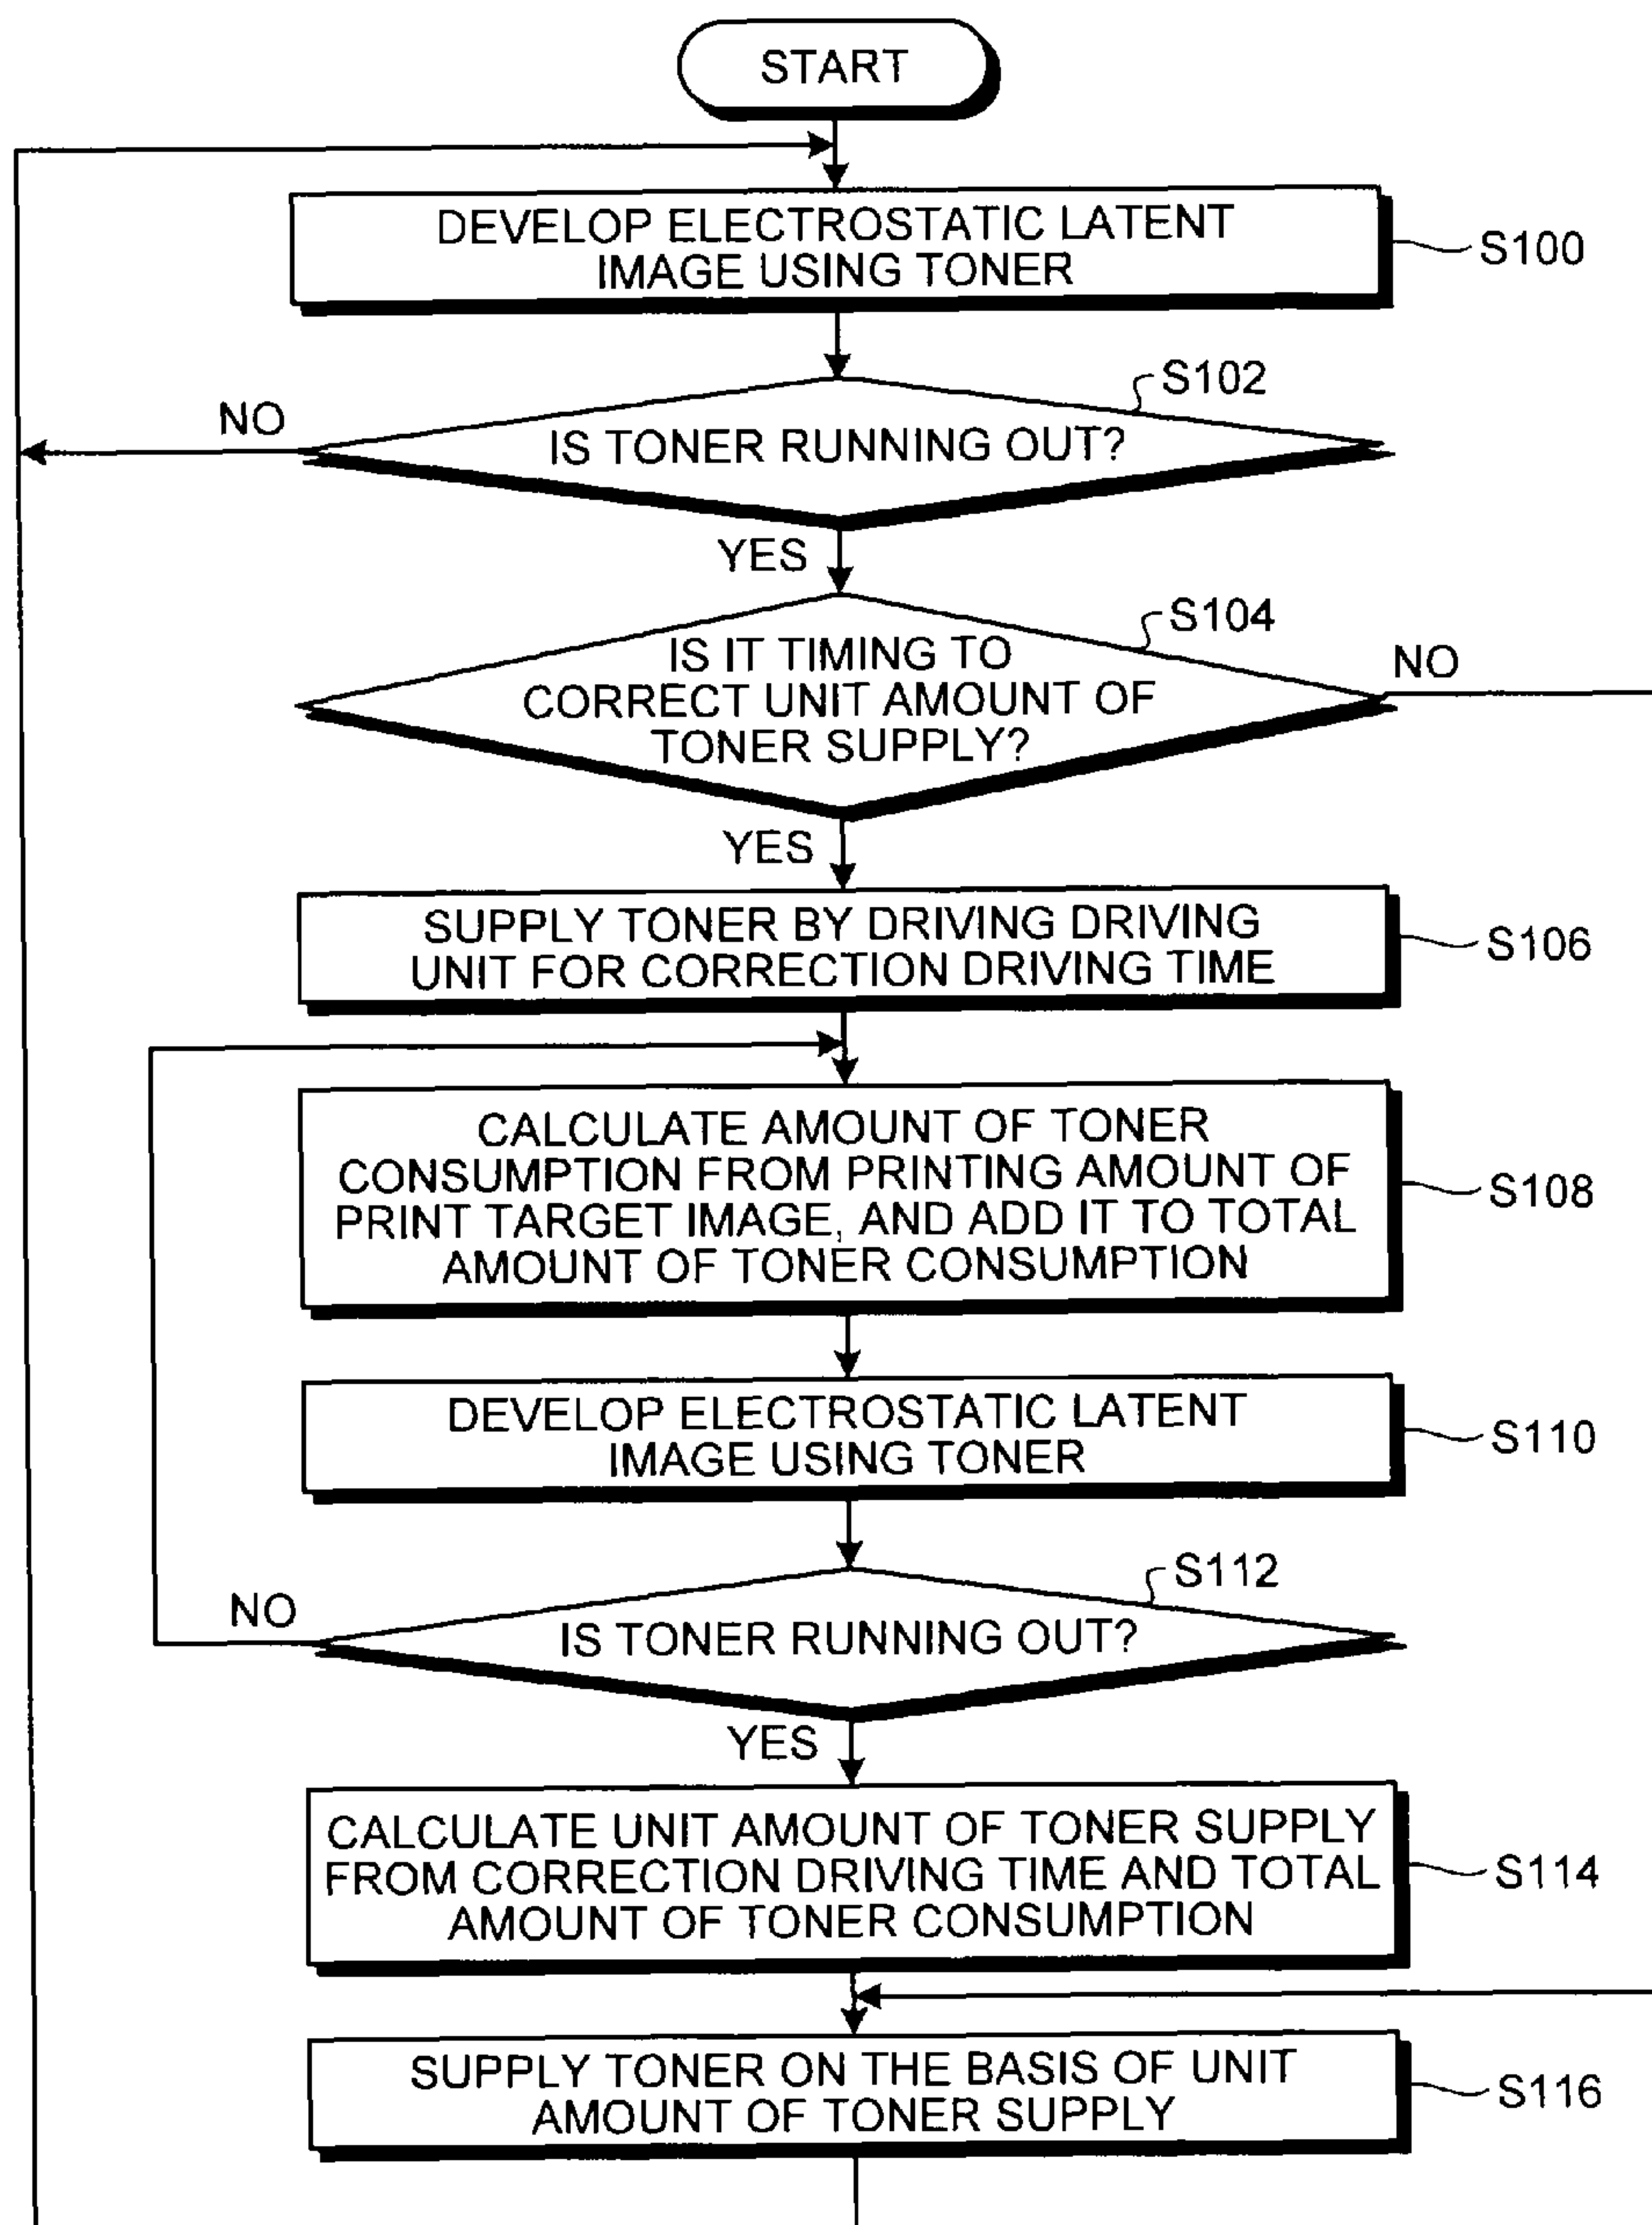 START
DEVELOP ELECTROSTATIC LATENT
IMAGE USING TONER
S100
S102
NO
IS TONER RUNNING OUT?
YES
S104
IS IT TIMING TO
CORRECT UNIT AMOUNT OF
TONER SUPPLY?
NO
YES
SUPPLY TONER BY DRIVING DRIVING
UNIT FOR CORRECTION DRIVING TIME
S106
CALCULATE AMOUNT OF TONER
CONSUMPTION FROM PRINTING AMOUNT OF
PRINT TARGET IMAGE, AND ADD IT TO TOTAL
AMOUNT OF TONER CONSUMPTION
S108
DEVELOP ELECTROSTATIC LATENT
IMAGE USING TONER
S110
S112
NO
IS TONER RUNNING OUT?
YES
CALCULATE UNIT AMOUNT OF TONER SUPPLY
FROM CORRECTION DRIVING TIME AND TOTAL
AMOUNT OF TONER CONSUMPTION
S114
SUPPLY TONER ON THE BASIS OF UNIT
AMOUNT OF TONER SUPPLY
S116